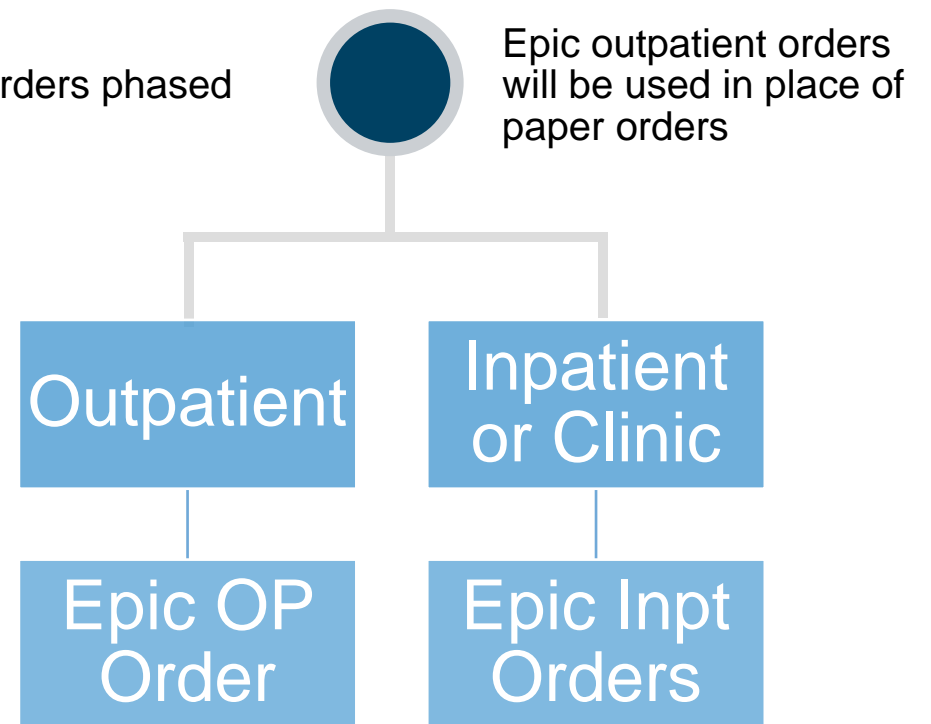 rders phased
Epic outpatient orders
will be used in place of
paper orders
Outpatient
Inpatient
or Clinic
Epic OP
Order
Epic Inpt
Orders